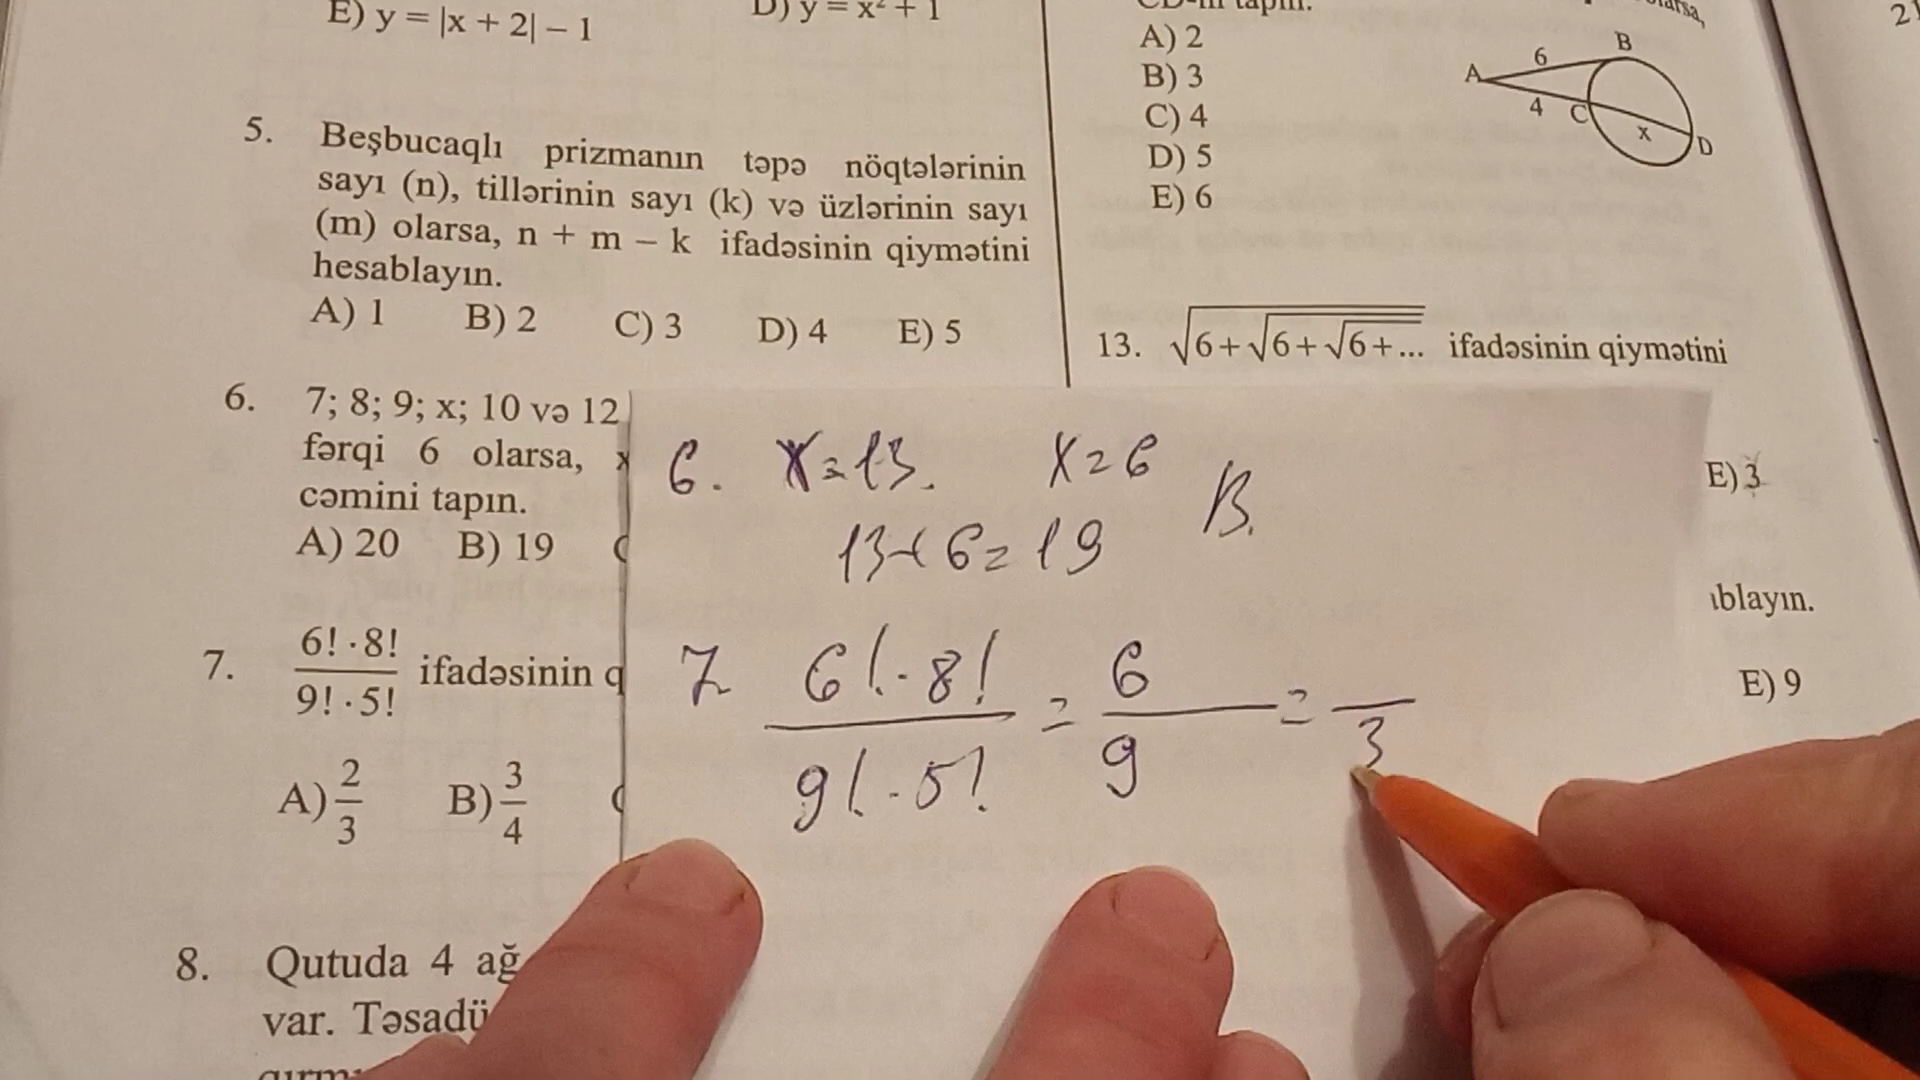 E) y = |x + 2| – 1
D) y = x² + 1
5. Beşbucaqlı prizmanın təpə nöqtələrinin
sayı (n), tillərinin sayı (k) və üzlərinin sayı
(m) olarsa, n + m – k ifadəsinin qiymətini
hesablayın.
A) 1 B) 2 C) 3 D) 4 E) 5
6. 7; 8; 9; x; 10 və 12
fərqi 6 olarsa, x
cəmini tapın.
A) 20 B) 19
7. 6! · 8! / 9! · 5! ifadəsinin q
A) 2/3 B) 3/4
8. Qutuda 4 ağ
var. Təsadü
tapın.
A) 2
B) 3
C) 4
D) 5
E) 6
A 6 B
4 C x D
13. √6+√6+√6+... ifadəsinin qiymətini
E) 3
ablayın.
E) 9
21
6. x=13. x=6
13+6=19 B.
7 6!·8! / 9!·5! = 6 / 9 = / 3